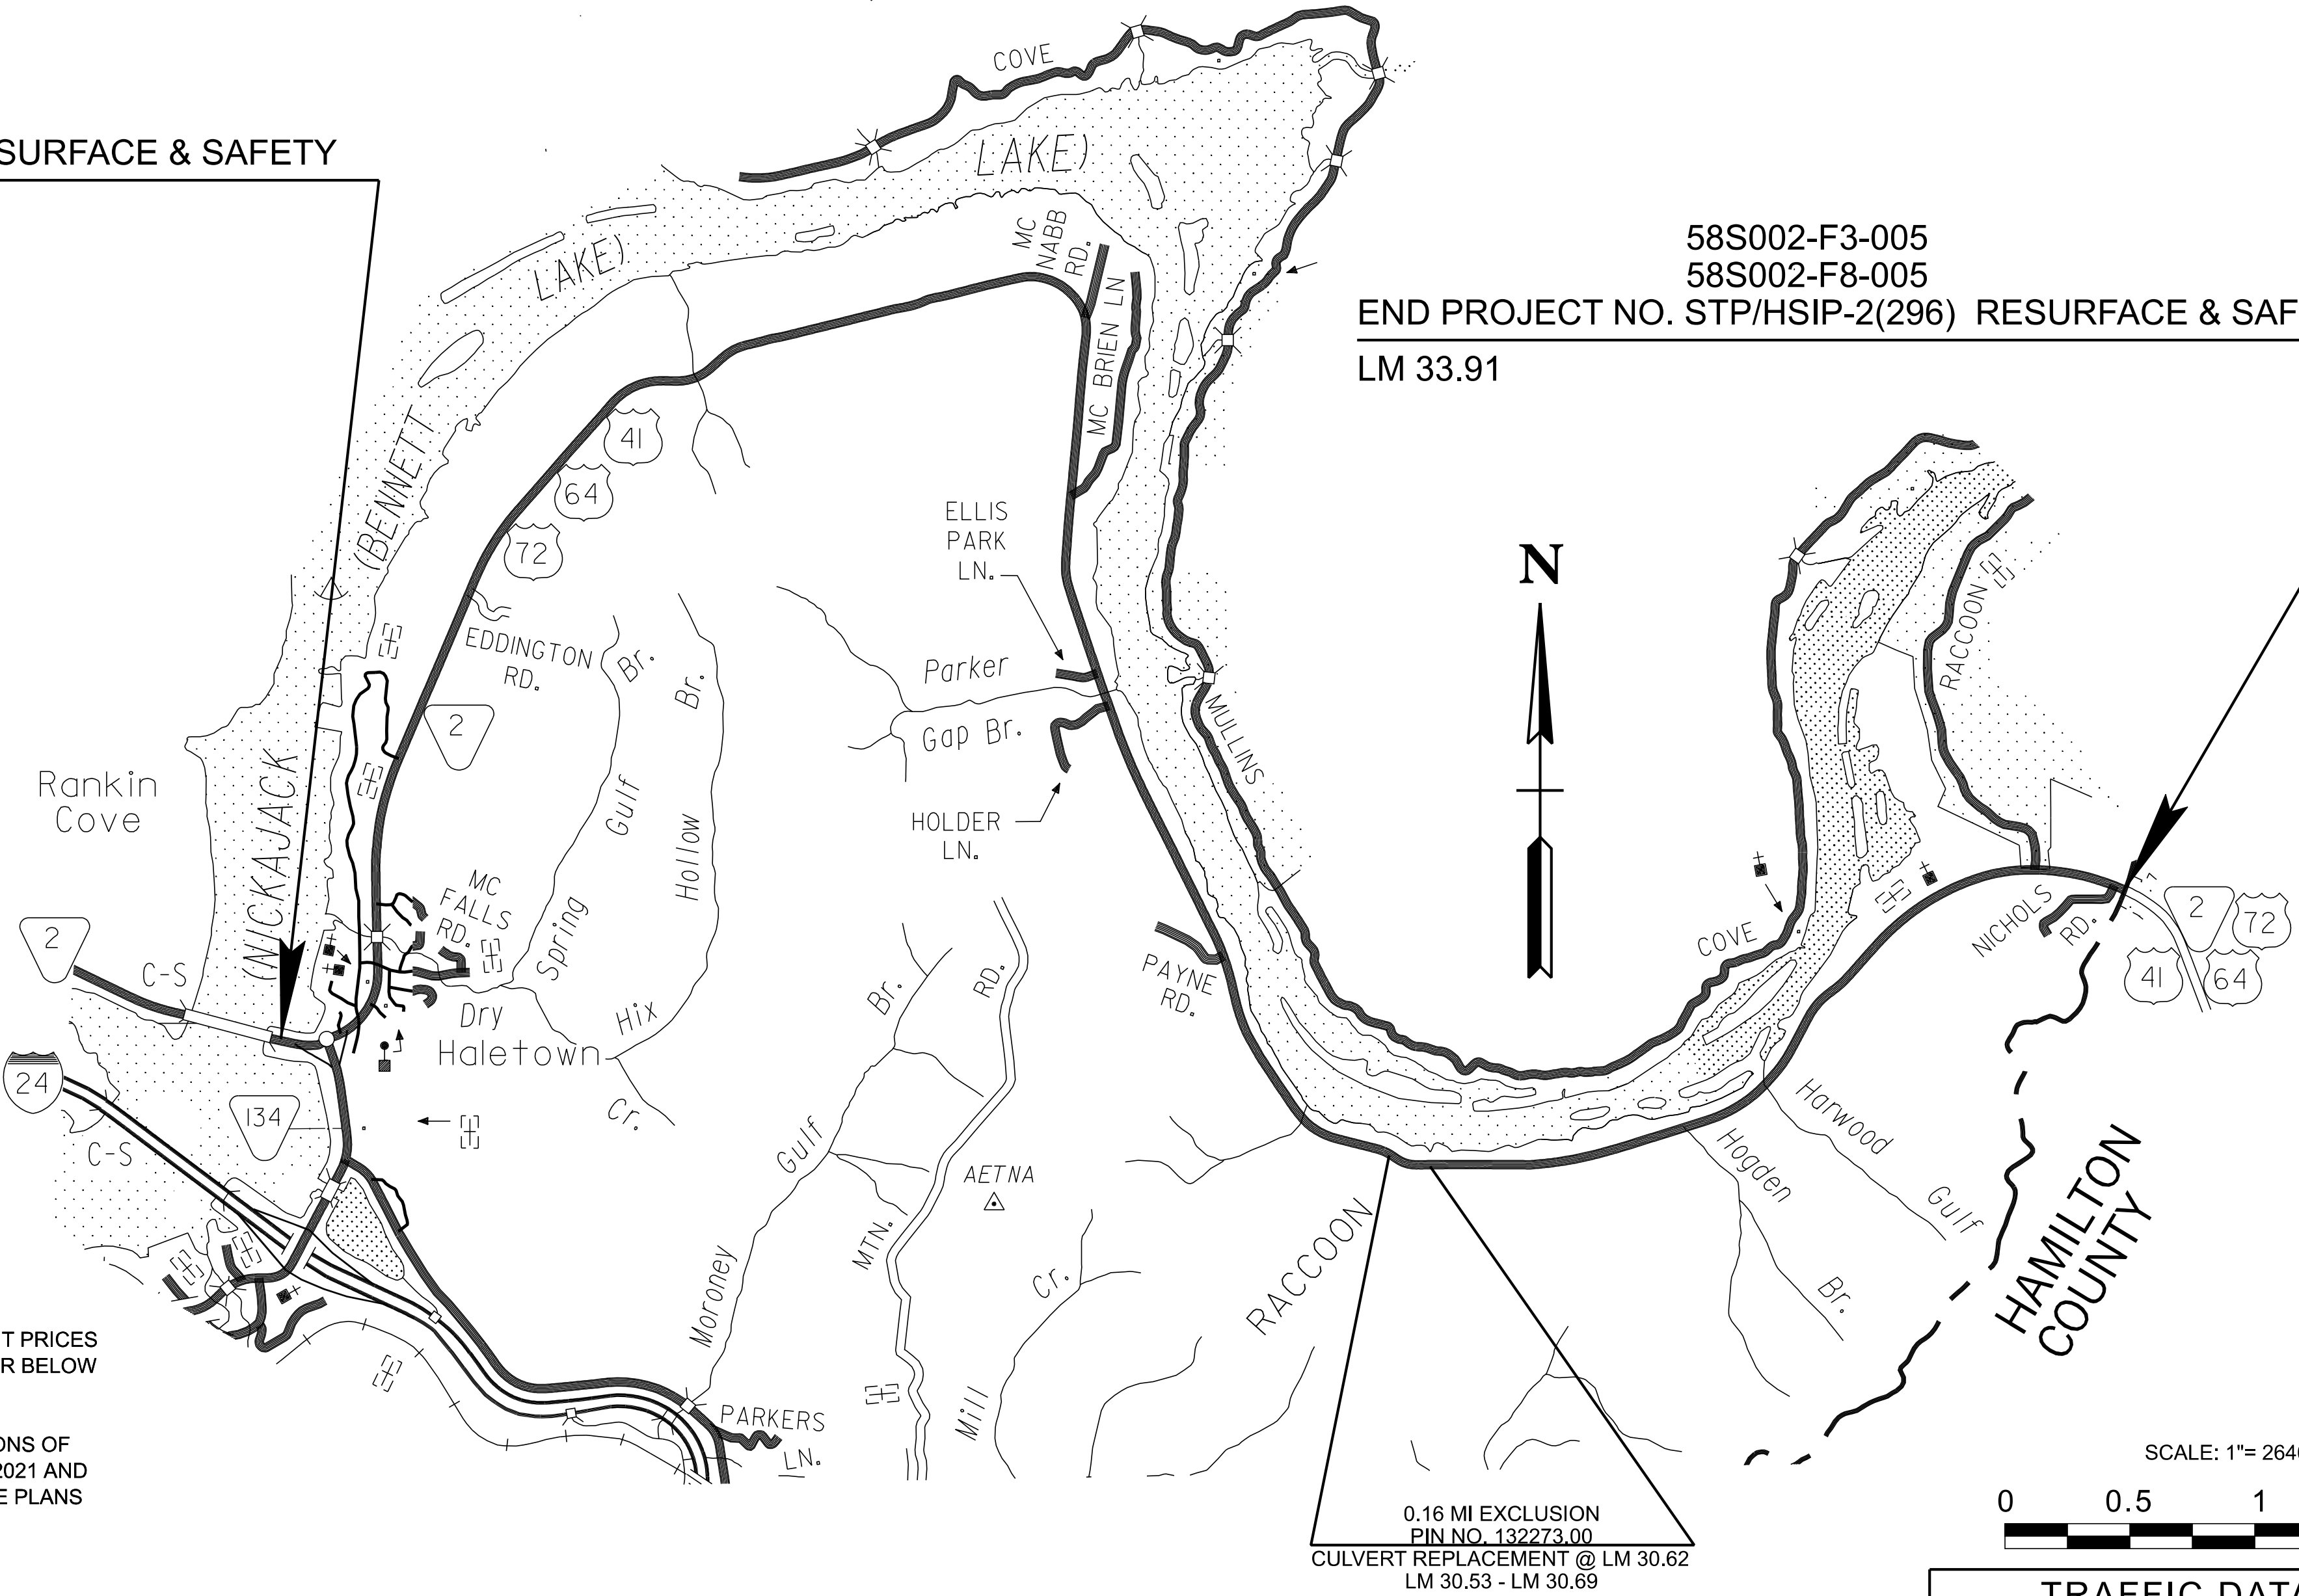 COVE
SURFACE & SAFETY
LAKE)
MC
NABB
RD.
58S002-F3-005
58S002-F8-005
LAKE)
END PROJECT NO. STP/HSIP-2(296) RESURFACE & SAF
LM 33.91
MC BRIEN LN
41
(BENNETT
64
72
ELLIS
PARK
LN.
N
EDDINGTON
RD.
Br.
Br.
Parker
RACCOON
2
Gap Br.
MULLINS
Rankin
Cove
(NICKAJACK
Gulf
Hollow
HOLDER
LN.
MC
FALLS
RD.
2
C-S
Spring
NICHOLS
RD.
2
72
41
64
COVE
PAYNE
RD.
Br.
RD.
Dry
Hix
Haletown
24
134
Cr.
C-S
Gulf
AETNA
Harwood
Gulf
Hogden
Br.
HAMILTON
COUNTY
MTN.
Moroney
Cr.
Mill
RACCOON
T PRICES
R BELOW
PARKERS
LN.
ONS OF
2021 AND
E PLANS
SCALE: 1"= 264
0 0.5 1
0.16 MI EXCLUSION
PIN NO. 132273.00
CULVERT REPLACEMENT @ LM 30.62
LM 30.53 - LM 30.69
TRAFFIC DATA